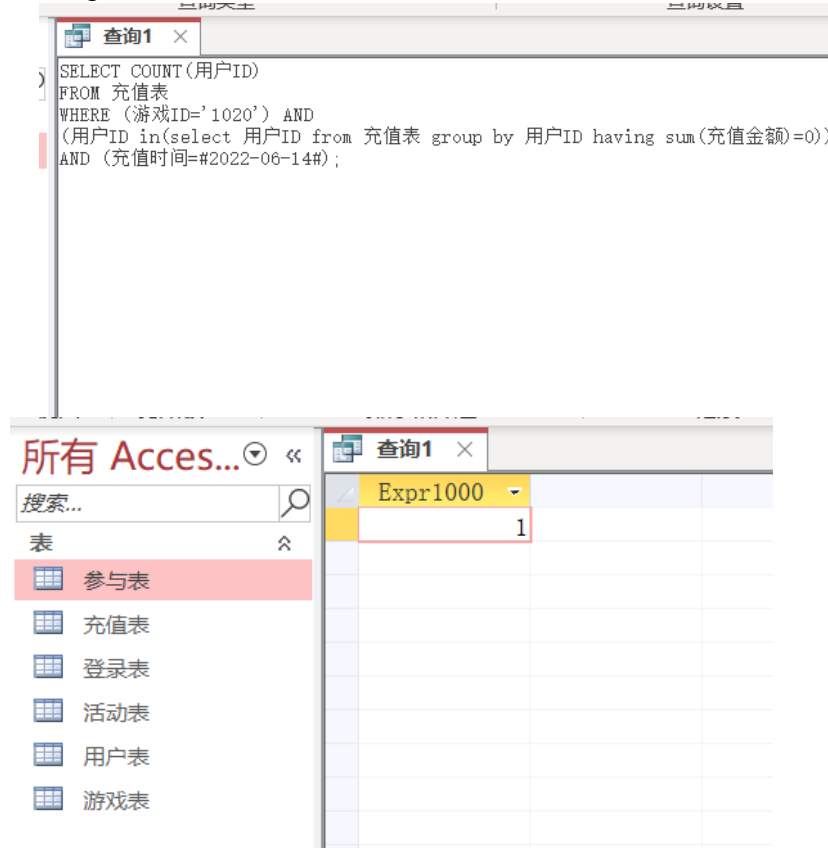 查询1
SELECT COUNT(用户ID)
FROM 充值表
WHERE (游戏ID='1020') AND
(用户ID in(select 用户ID from 充值表 group by 用户ID having sum(充值金额)=0))
AND (充值时间=#2022-06-14#);
所有 Acces...
查询1
搜索...
Expr1000
1
表
参与表
充值表
登录表
活动表
用户表
游戏表